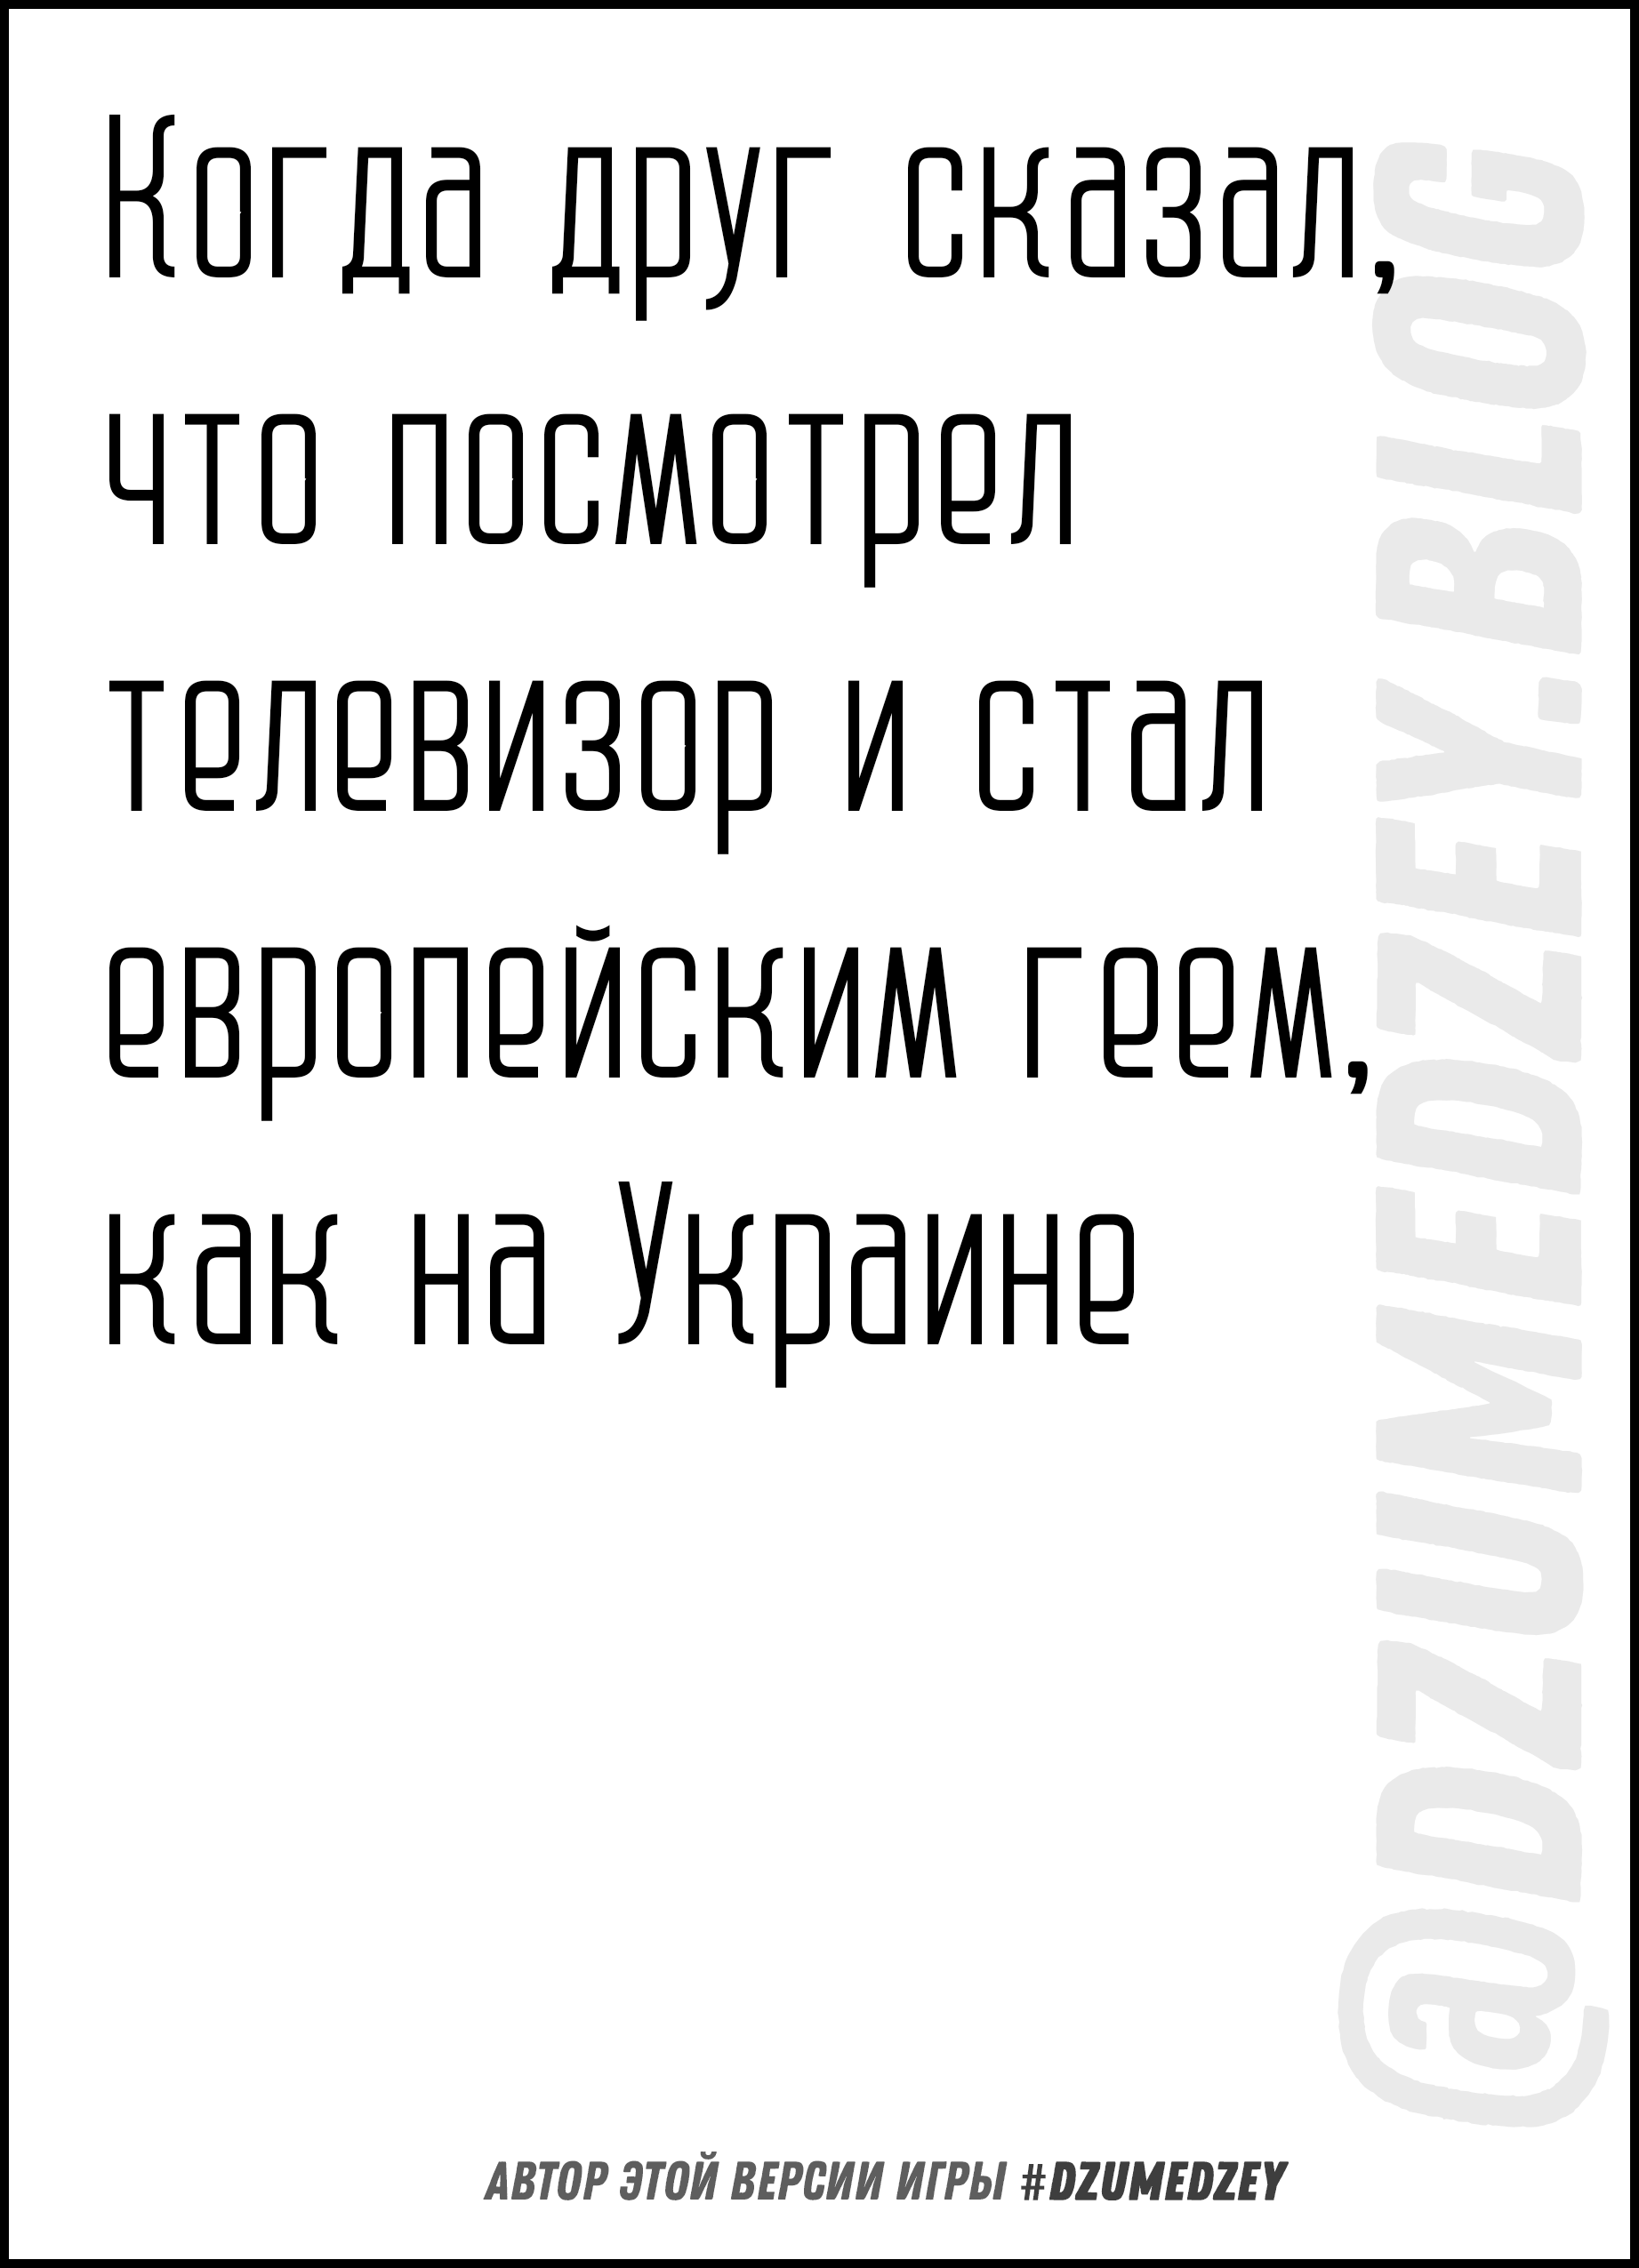 Когда друг сказал,
что посмотрел
телевизор и стал
европейским геем,
как на Украине
@DZUMEDZEY.BLOG
АВТОР ЭТОЙ ВЕРСИИ ИГРЫ #DZUMEDZEY